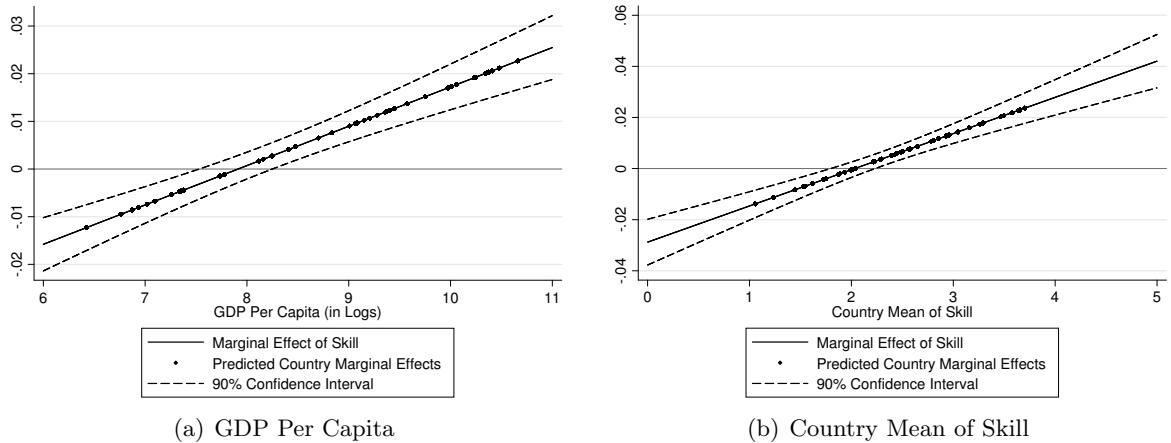 .03
.02
.01
0
-.01
-.02
6 7 8 9 10 11
GDP Per Capita (in Logs)
Marginal Effect of Skill
Predicted Country Marginal Effects
90% Confidence Interval
(a) GDP Per Capita
.06
.04
.02
0
-.02
-.04
0 1 2 3 4 5
Country Mean of Skill
Marginal Effect of Skill
Predicted Country Marginal Effects
90% Confidence Interval
(b) Country Mean of Skill